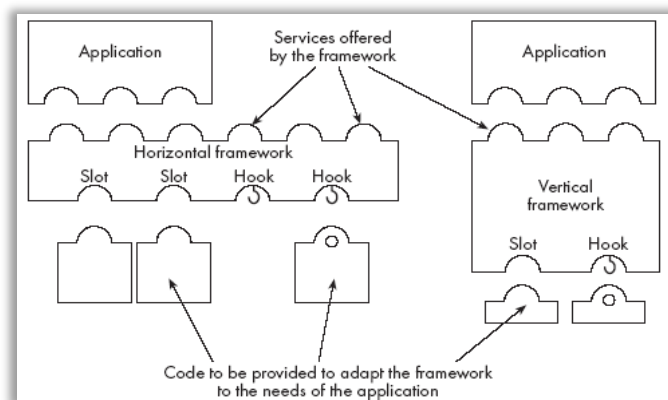 Application
Services offered
by the framework
Application
Horizontal framework
Slot
Slot
Hook
Hook
Vertical
framework
Slot
Hook
Code to be provided to adapt the framework
to the needs of the application